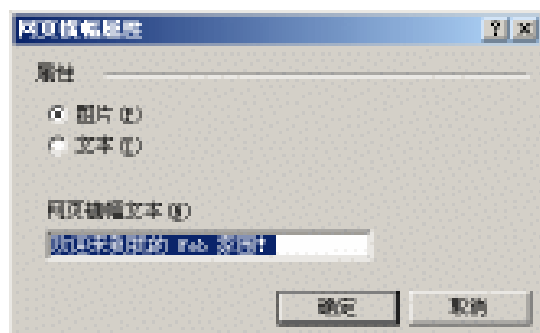 网页横幅属性
属性
图片(P)
文本(T)
网页横幅文本(N)
欢迎来到我的 Web 站点!
确定
取消